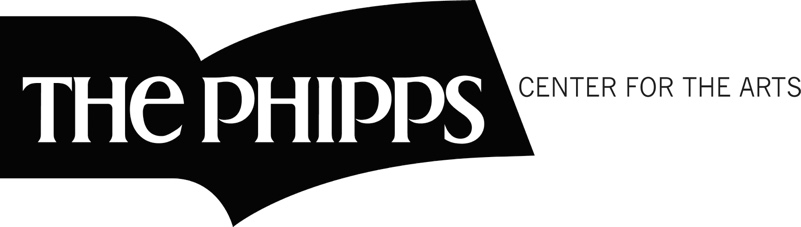 THE PHIPPS
CENTER FOR THE ARTS